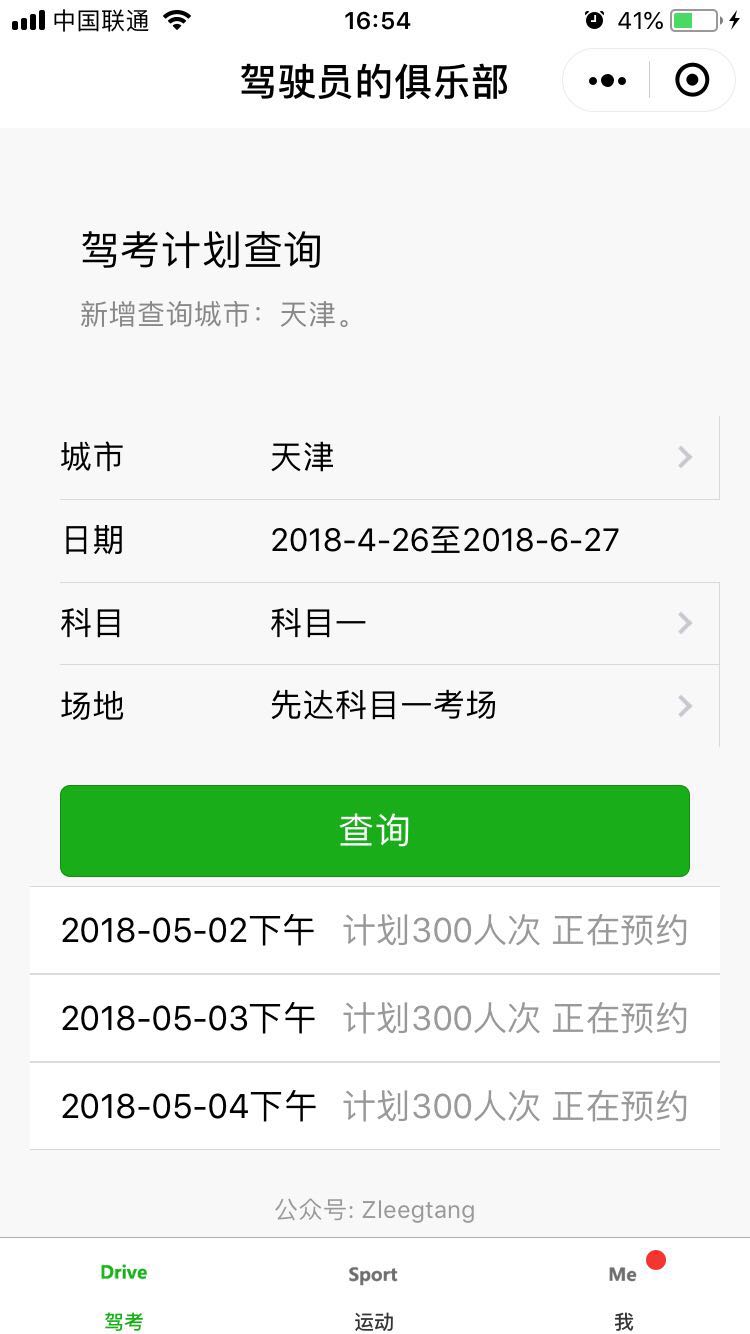 中国联通 16:54 41%
驾驶员的俱乐部
驾考计划查询
新增查询城市：天津。
城市 天津
日期 2018-4-26至2018-6-27
科目 科目一
场地 先达科目一考场
查询
2018-05-02下午 计划300人次 正在预约
2018-05-03下午 计划300人次 正在预约
2018-05-04下午 计划300人次 正在预约
公众号: Zleegtang
Drive Sport Me
驾考 运动 我